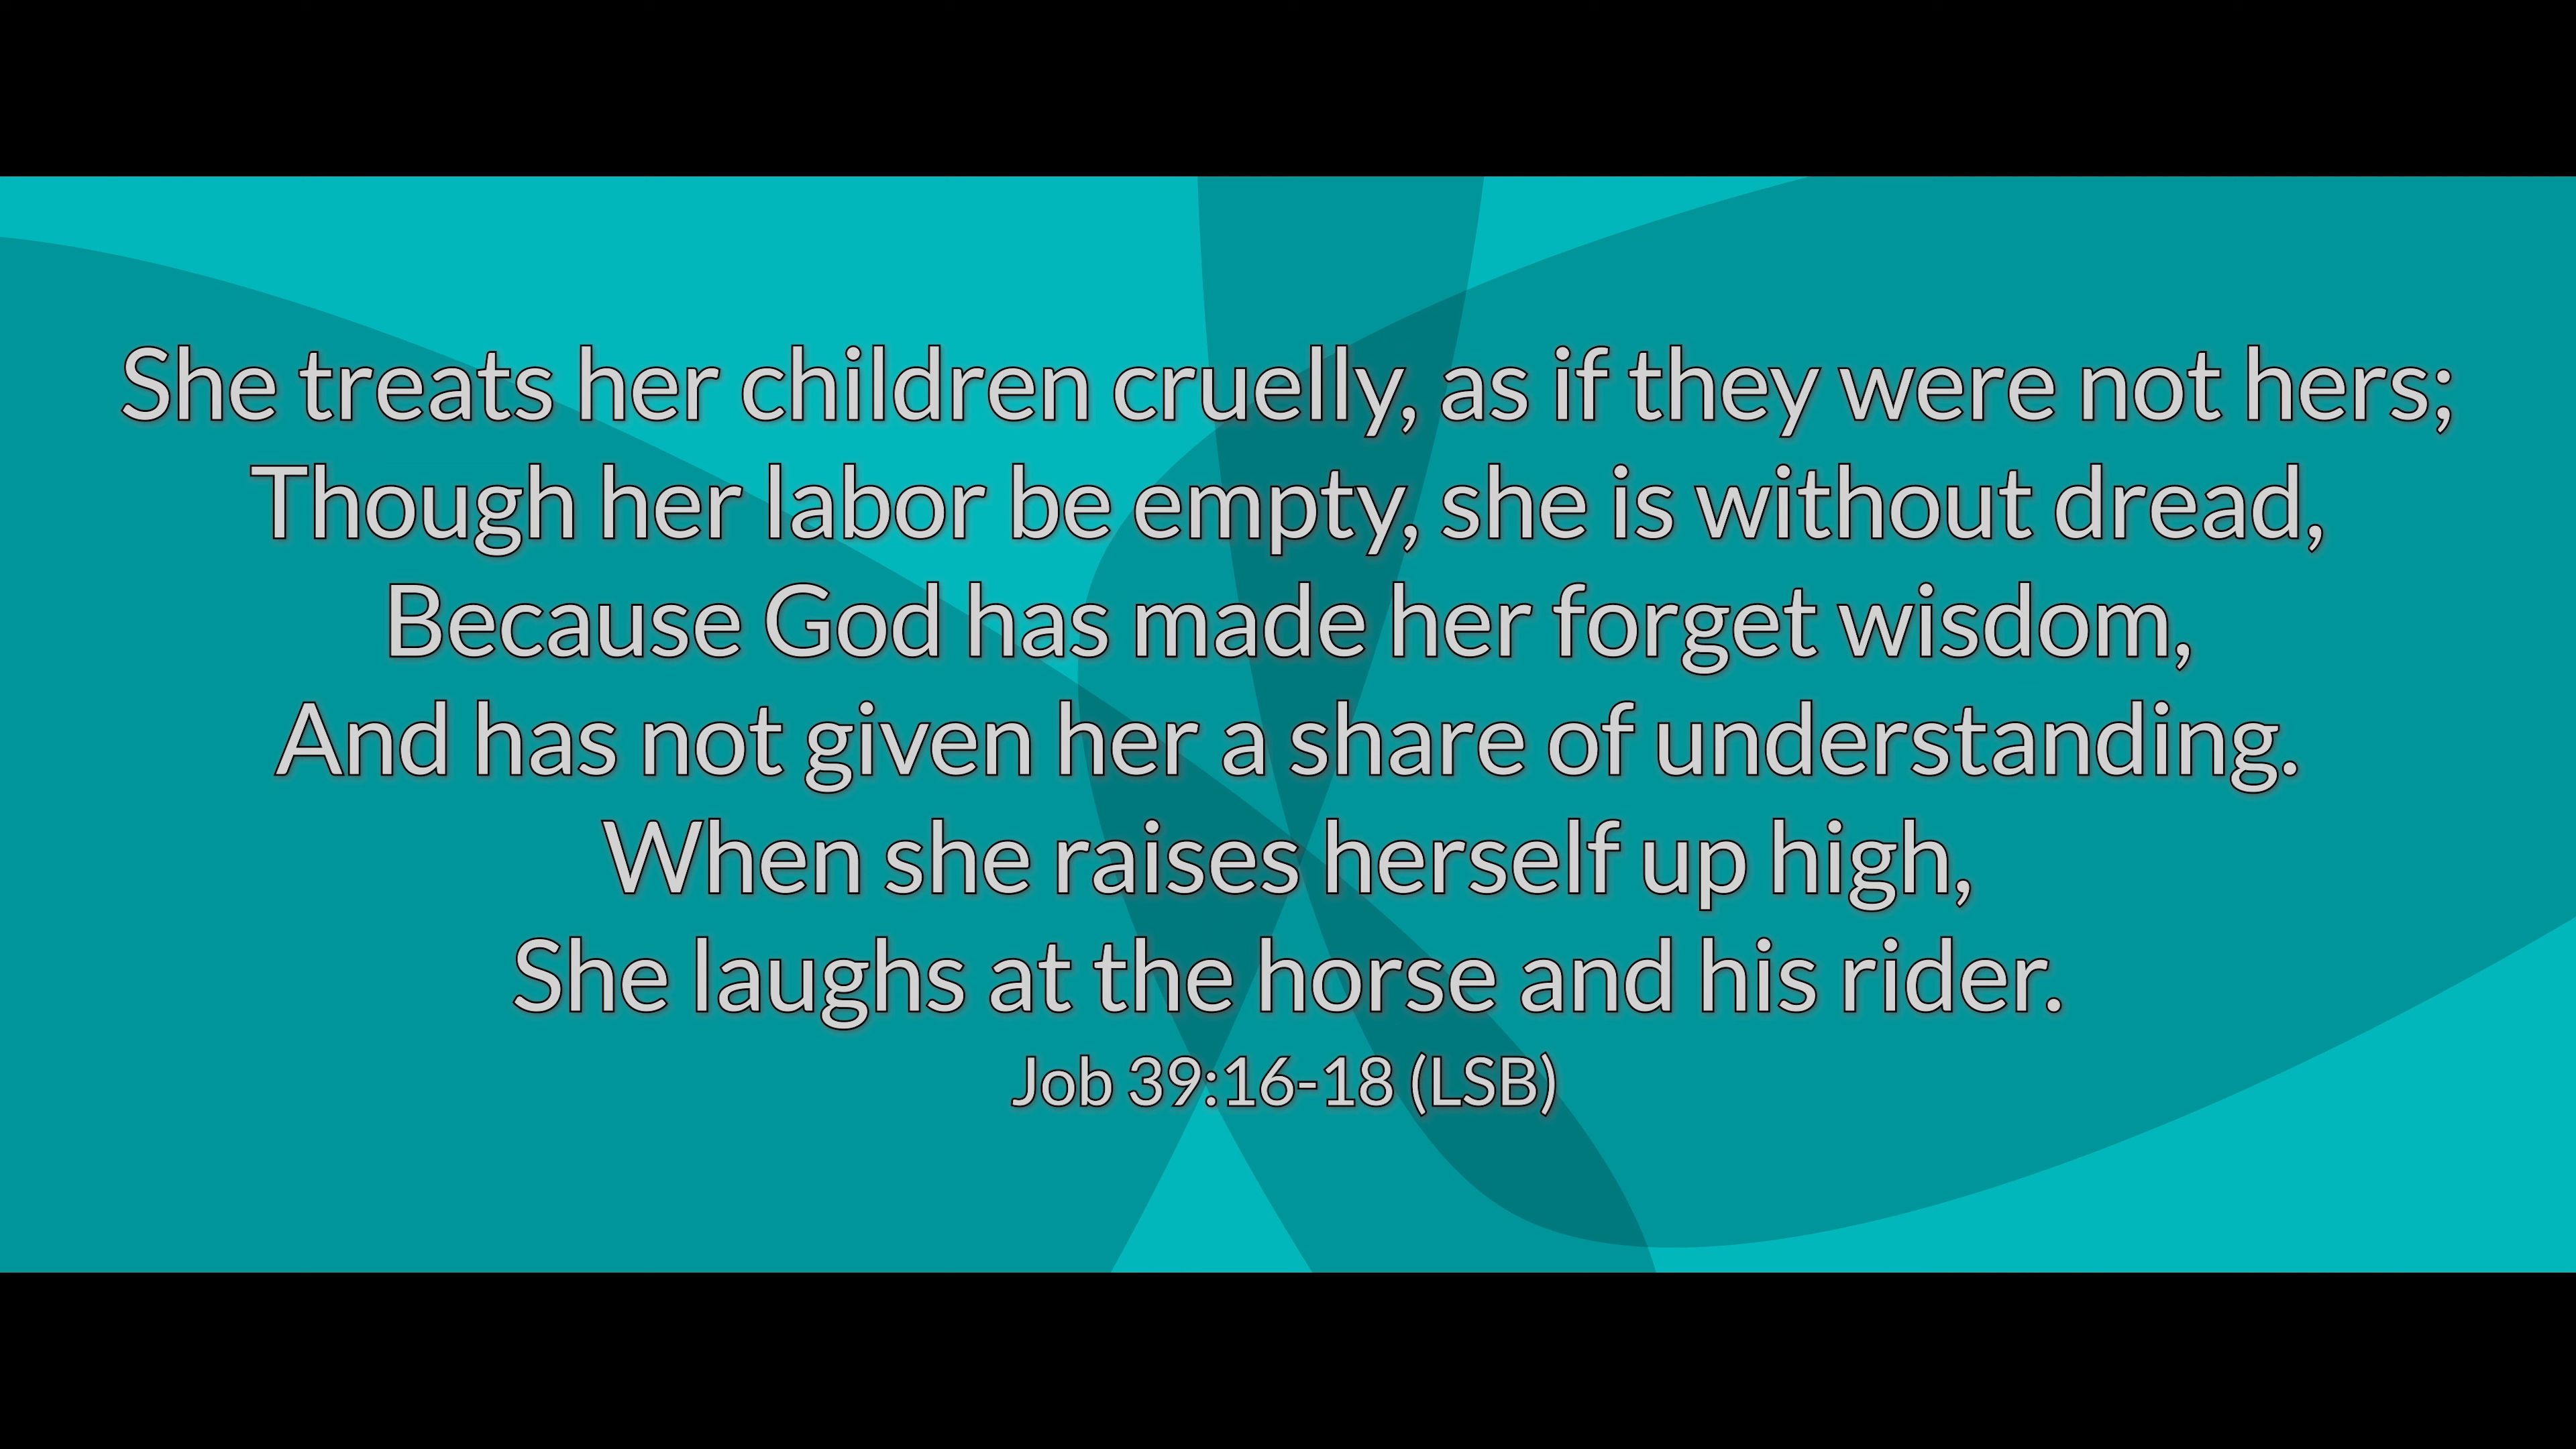 She treats her children cruelly, as if they were not hers;
Though her labor be empty, she is without dread,
Because God has made her forget wisdom,
And has not given her a share of understanding.
When she raises herself up high,
She laughs at the horse and his rider.
Job 39:16-18 (LSB)